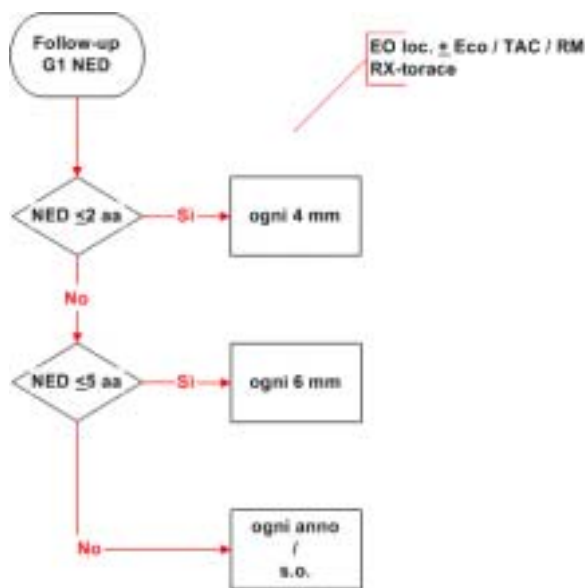 Follow-up
G1 NED
EO loc. ± Eco / TAC / RM
RX-torace
NED ≤2 aa
Si
ogni 4 mm
No
NED ≤5 aa
Si
ogni 6 mm
No
ogni anno
/
s.o.